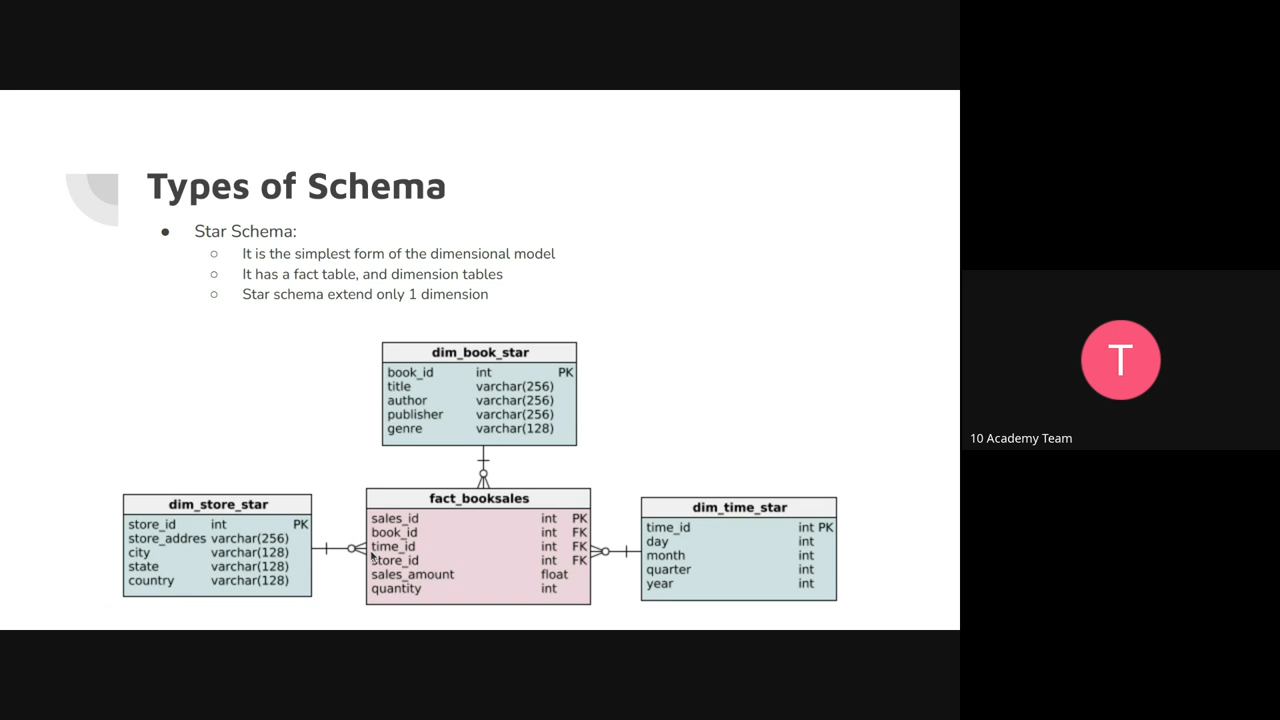 Types of Schema
● Star Schema:
○ It is the simplest form of the dimensional model
○ It has a fact table, and dimension tables
○ Star schema extend only 1 dimension
dim_book_star
book_id int PK
title varchar(256)
author varchar(256)
publisher varchar(256)
genre varchar(128)
dim_store_star
store_id int PK
store_addres varchar(256)
city varchar(128)
state varchar(128)
country varchar(128)
fact_booksales
sales_id int PK
book_id int FK
time_id int FK
store_id int FK
sales_amount float
quantity int
dim_time_star
time_id int PK
day int
month int
quarter int
year int
T
10 Academy Team